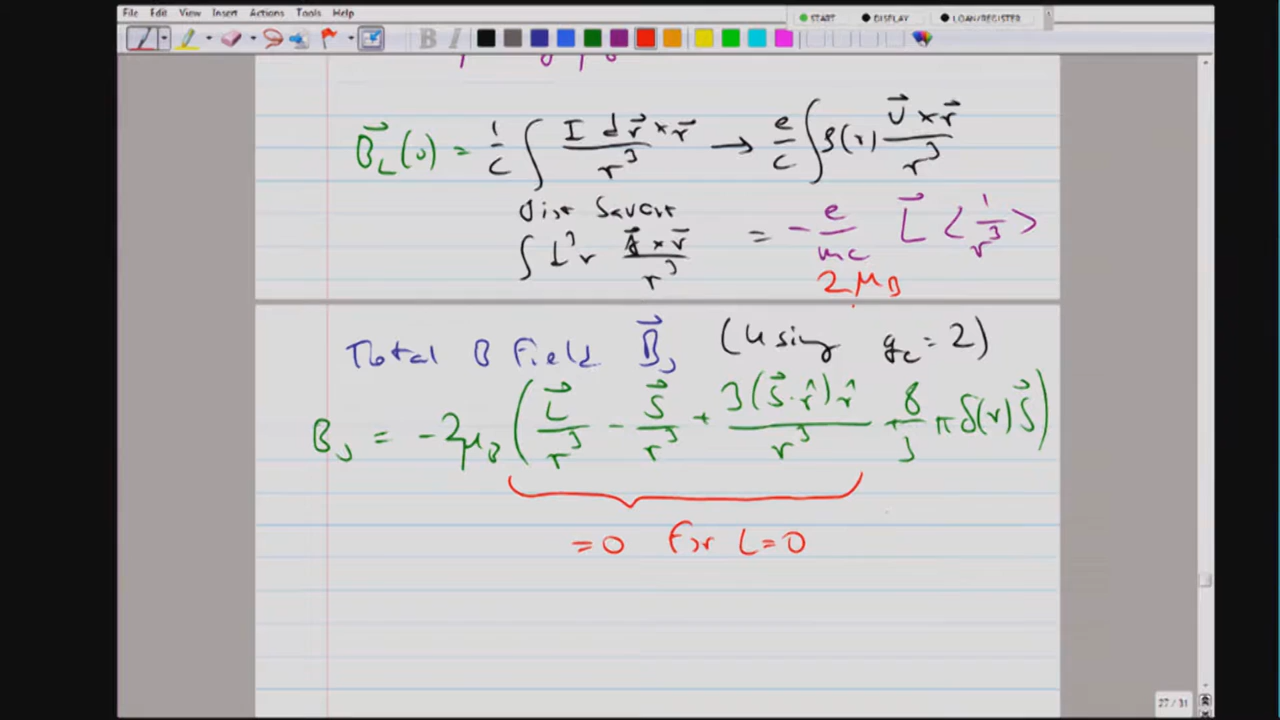 File Edit View Insert Actions Tools Help
START DISPLAY LOAN/REGISTER
B⃗_L(0) = 1/c ∫ I dr⃗ × r⃗ / r³ → e/c ∫ ρ(r) v⃗ × r⃗ / r³
Biot Savart
∫ d³r j⃗ × r⃗ / r³ = - e/mc L⃗ < 1/r³ >
2μ_B
Total B Field B⃗_J (Using g_e = 2)
B_J = -2μ_B ( L⃗/r³ - S⃗/r³ + 3(S⃗·r̂)r̂ / r³ + 8/3 π δ(r) S⃗ )
= 0 for L = 0
27 / 31